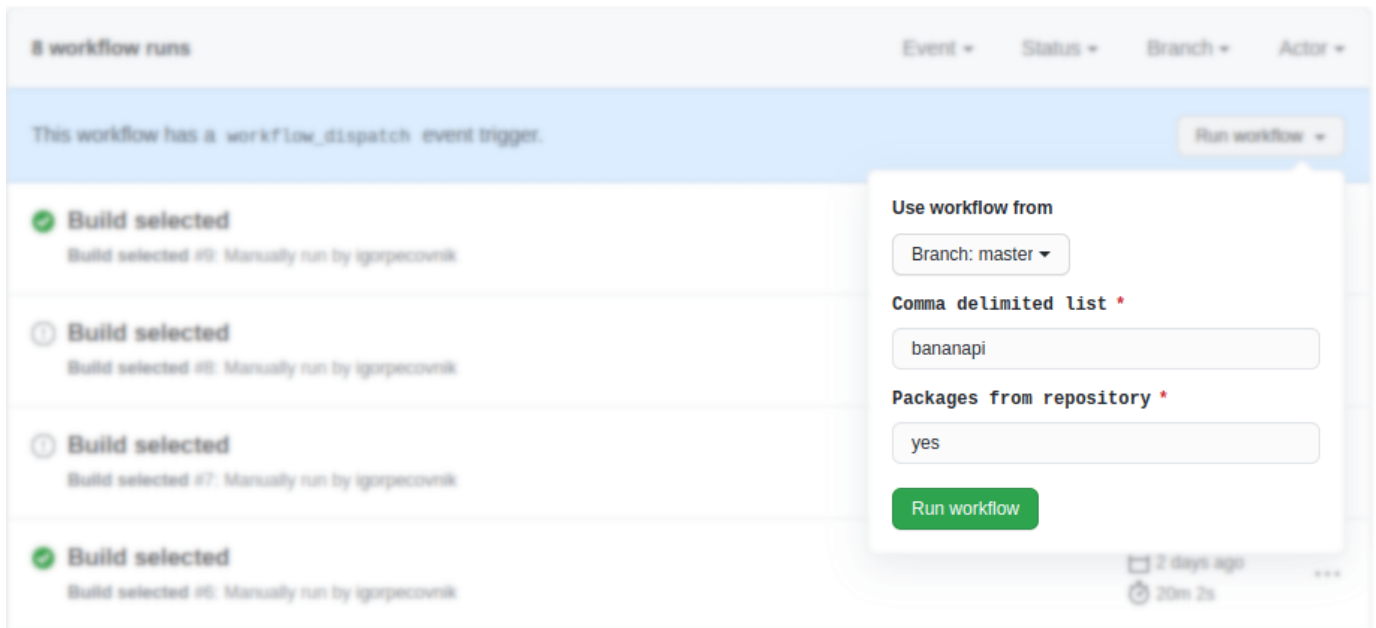 8 workflow runs
Event Status Branch Actor
This workflow has a workflow_dispatch event trigger.
Run workflow
Use workflow from
Branch: master
Comma delimited list *
bananapi
Packages from repository *
yes
Run workflow
Build selected
Build selected #9: Manually run by igorpecovnik
Build selected
Build selected #8: Manually run by igorpecovnik
Build selected
Build selected #7: Manually run by igorpecovnik
Build selected
Build selected #6: Manually run by igorpecovnik
2 days ago
20m 2s